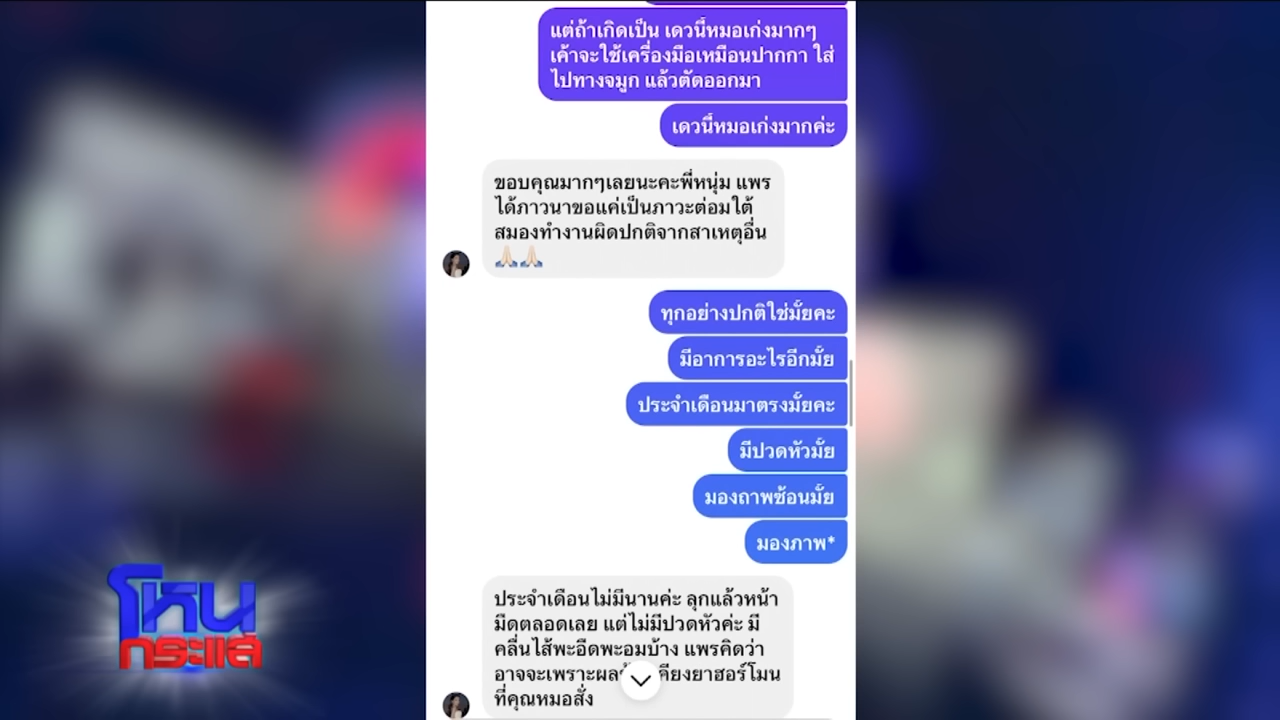 แต่ถ้าเกิดเป็น เดวนี้หมอเก่งมากๆ
เค้าจะใช้เครื่องมือเหมือนปากกา ใส่
ไปทางจมูก แล้วตัดออกมา
เดวนี้หมอเก่งมากค่ะ
ขอบคุณมากๆเลยนะคะพี่หนุ่ม แพร
ได้ภาวนาขอแค่เป็นภาวะต่อมใต้
สมองทำงานผิดปกติจากสาเหตุอื่น
🙏🏻🙏🏻
ทุกอย่างปกติใช่มั้ยคะ
มีอาการอะไรอีกมั้ย
ประจำเดือนมาตรงมั้ยคะ
มีปวดหัวมั้ย
มองถาพซ้อนมั้ย
มองภาพ*
ประจำเดือนไม่มีนานค่ะ ลุกแล้วหน้า
มืดตลอดเลย แต่ไม่มีปวดหัวค่ะ มี
คลื่นไส้พะอืดพะอมบ้าง แพรคิดว่า
อาจจะเพราะผลเคียงยาฮอร์โมน
ที่คุณหมอสั่ง
โหน
กระแส